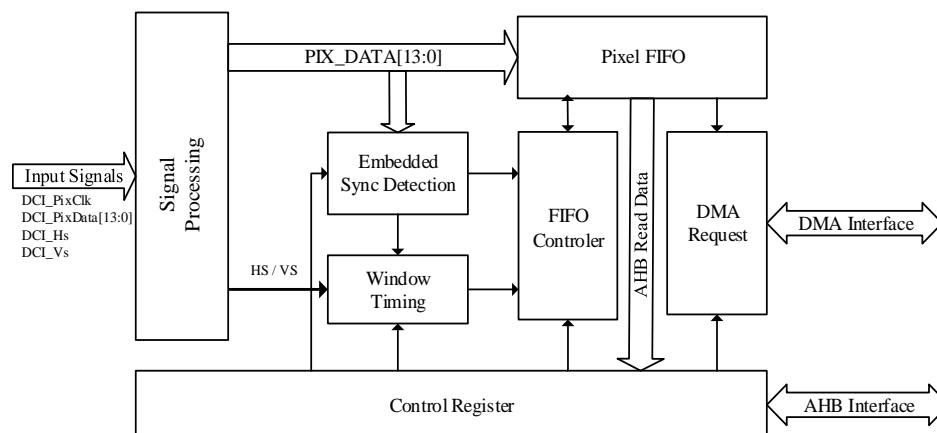 PIX_DATA[13:0]
Pixel FIFO
Signal
Processing
Input Signals
DCI_PixClk
DCI_PixData[13:0]
DCI_Hs
DCI_Vs
Embedded
Sync Detection
FIFO
Controler
AHB Read Data
DMA
Request
DMA Interface
HS / VS
Window
Timing
Control Register
AHB Interface